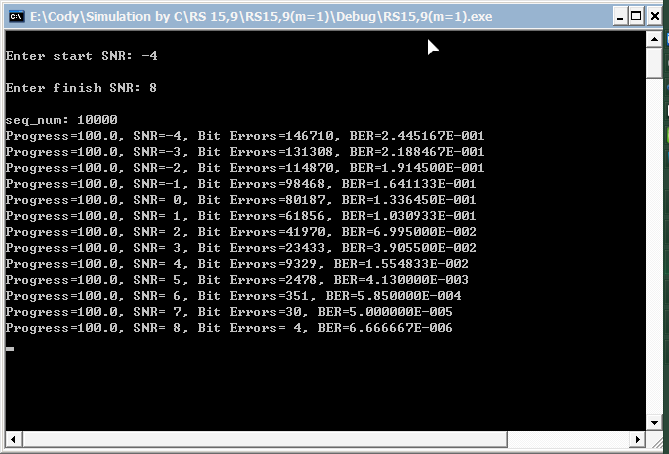 E:\Cody\Simulation by C\RS 15,9\RS15,9(m=1)\Debug\RS15,9(m=1).exe
Enter start SNR: -4
Enter finish SNR: 8
seq_num: 10000
Progress=100.0, SNR=-4, Bit Errors=146710, BER=2.445167E-001
Progress=100.0, SNR=-3, Bit Errors=131308, BER=2.188467E-001
Progress=100.0, SNR=-2, Bit Errors=114870, BER=1.914500E-001
Progress=100.0, SNR=-1, Bit Errors=98468, BER=1.641133E-001
Progress=100.0, SNR= 0, Bit Errors=80187, BER=1.336450E-001
Progress=100.0, SNR= 1, Bit Errors=61856, BER=1.030933E-001
Progress=100.0, SNR= 2, Bit Errors=41970, BER=6.995000E-002
Progress=100.0, SNR= 3, Bit Errors=23433, BER=3.905500E-002
Progress=100.0, SNR= 4, Bit Errors=9329, BER=1.554833E-002
Progress=100.0, SNR= 5, Bit Errors=2478, BER=4.130000E-003
Progress=100.0, SNR= 6, Bit Errors=351, BER=5.850000E-004
Progress=100.0, SNR= 7, Bit Errors=30, BER=5.000000E-005
Progress=100.0, SNR= 8, Bit Errors= 4, BER=6.666667E-006